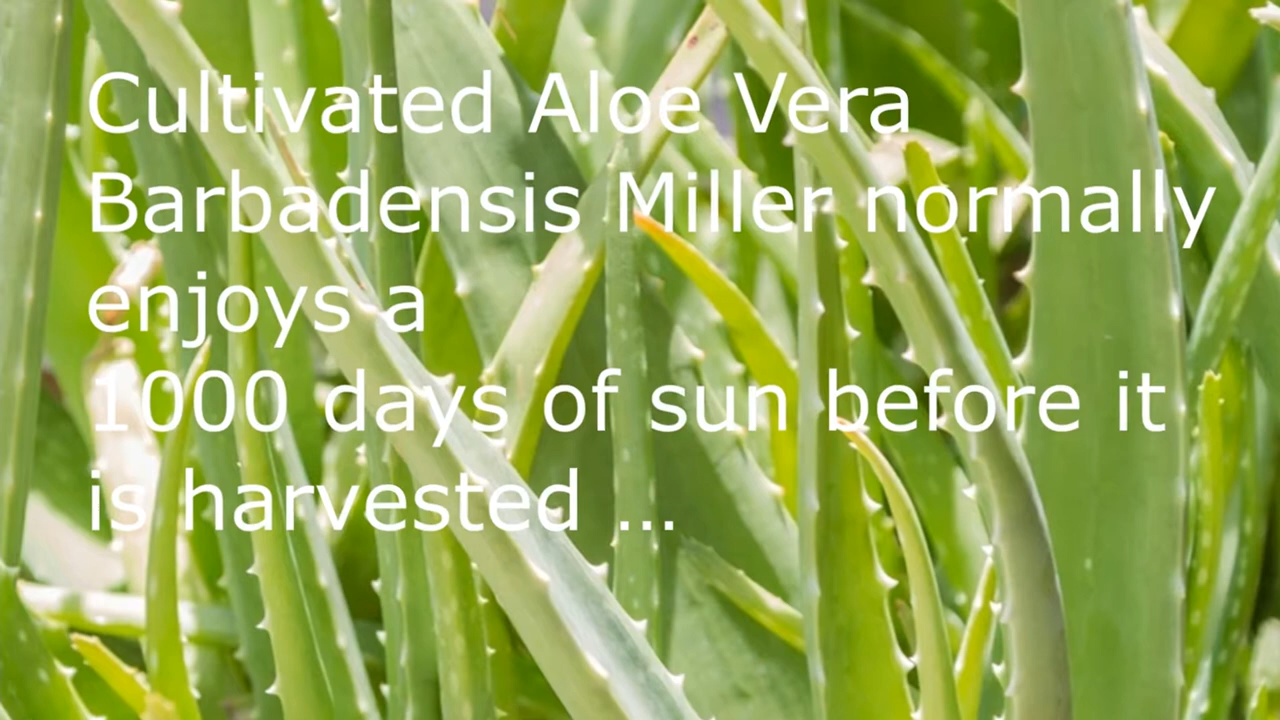 Cultivated Aloe Vera
Barbadensis Miller normally
enjoys a
1000 days of sun before it
is harvested ...